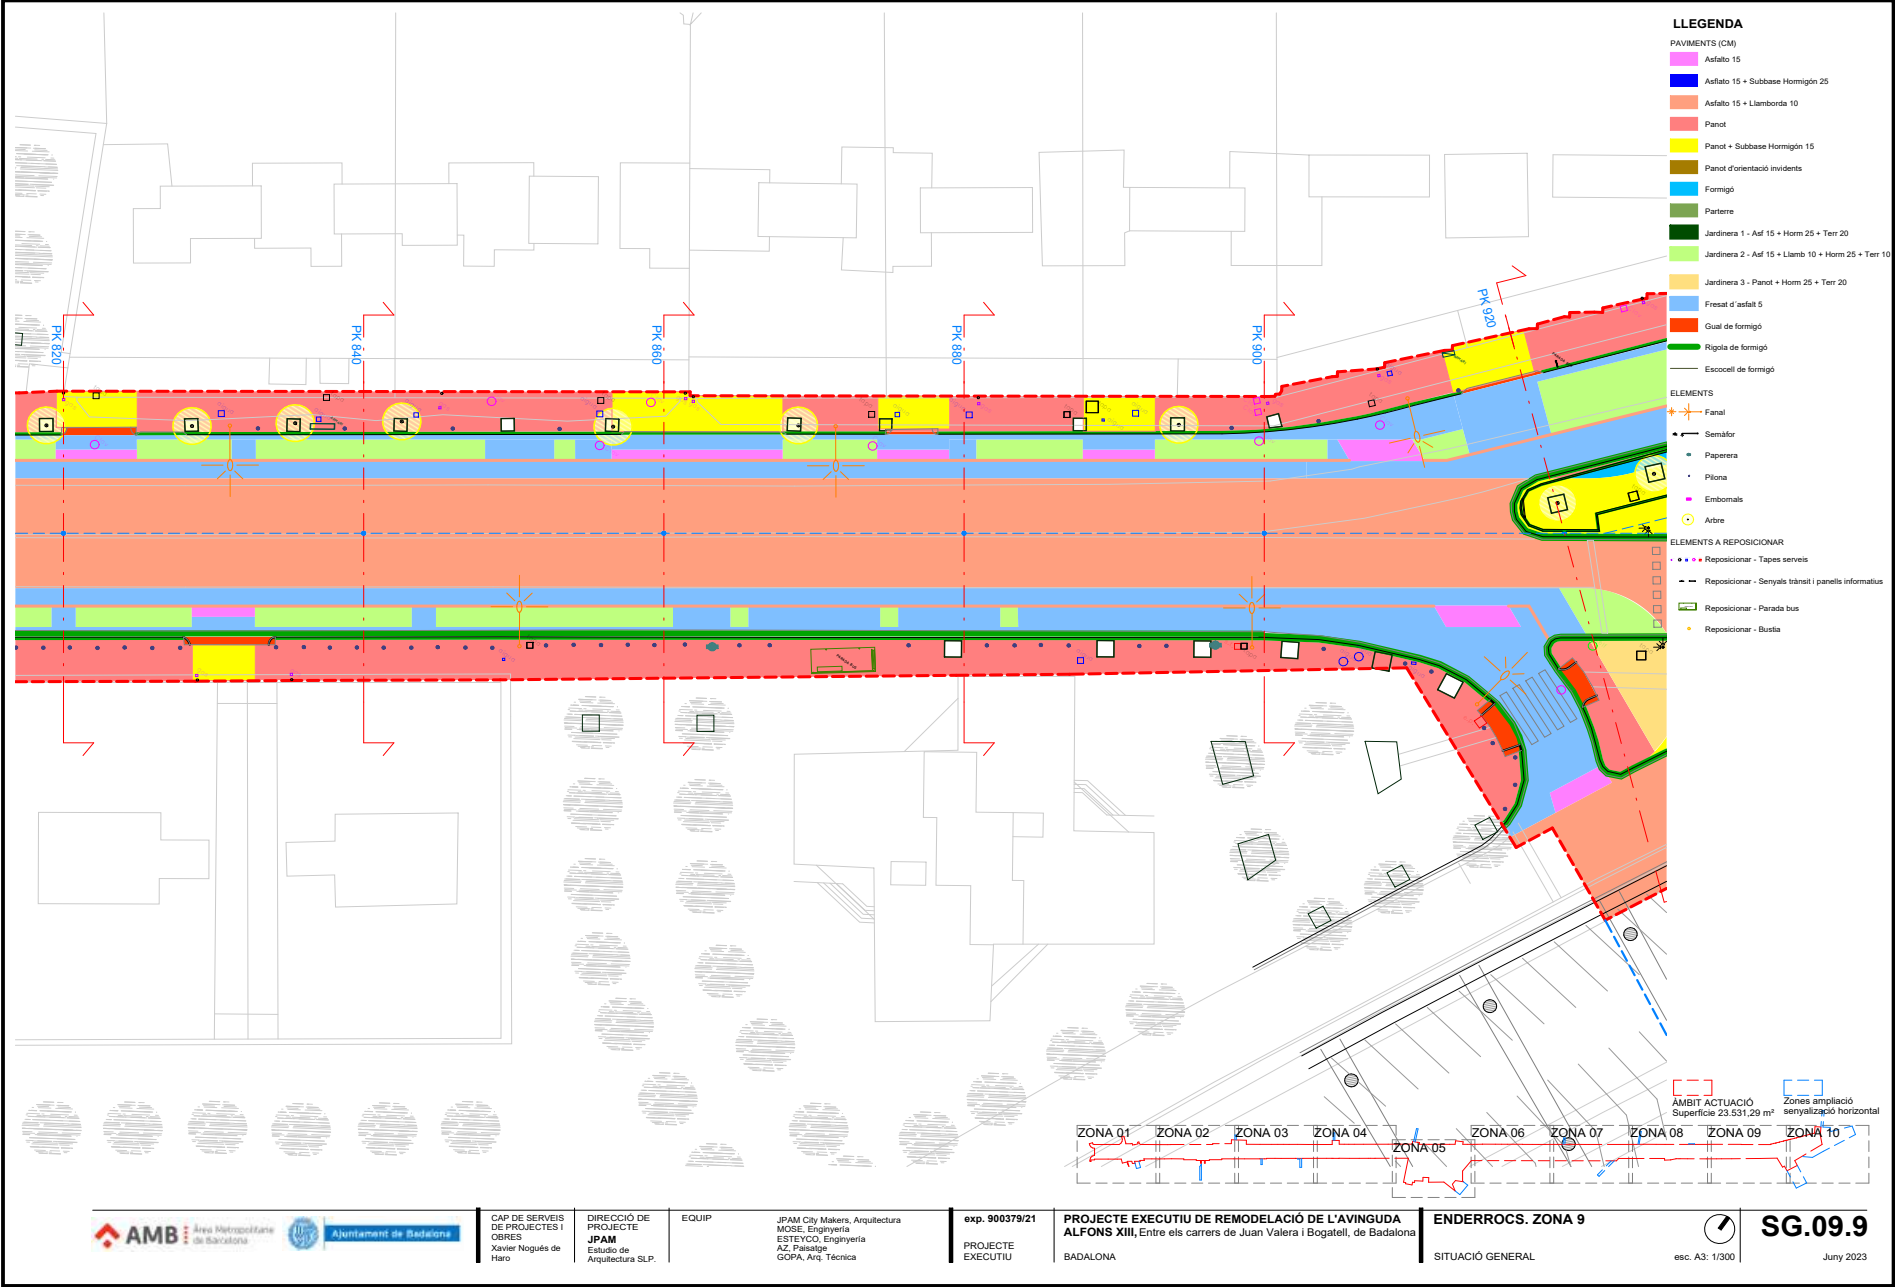 LLEGENDA
PAVIMENTS (CM)
Asfalto 15
Asflato 15 + Subbase Hormigón 25
Asfalto 15 + Llamborda 10
Panot
Panot + Subbase Hormigón 15
Panot d'orientació invidents
Formigó
Parterre
Jardinera 1 - Asf 15 + Horm 25 + Terr 20
Jardinera 2 - Asf 15 + Llamb 10 + Horm 25 + Terr 10
Jardinera 3 - Panot + Horm 25 + Terr 20
Fresat d´asfalt 5
Gual de formigó
Rigola de formigó
Escocell de formigó
ELEMENTS
Fanal
Semàfor
Paperera
Pilona
Embornals
Arbre
ELEMENTS A REPOSICIONAR
Reposicionar - Tapes serveis
Reposicionar - Senyals trànsit i panells informatius
Reposicionar - Parada bus
Reposicionar - Bustia
PK 820
PK 840
PK 860
PK 880
PK 900
PK 920
ÀMBIT ACTUACIÓ
Superfície 23.531,29 m²
Zones ampliació
senyalizació horizontal
ZONA 01
ZONA 02
ZONA 03
ZONA 04
ZONA 05
ZONA 06
ZONA 07
ZONA 08
ZONA 09
ZONA 10
AMB
Àrea Metropolitana
de Barcelona
Ajuntament de Badalona
CAP DE SERVEIS
DE PROJECTES I
OBRES
Xavier Nogués de
Haro
DIRECCIÓ DE
PROJECTE
JPAM
Estudio de
Arquitectura SLP.
EQUIP
JPAM City Makers, Arquitectura
MOSE, Enginyería
ESTEYCO, Enginyería
AZ, Paisatge
GOPA, Arq. Técnica
exp. 900379/21
PROJECTE
EXECUTIU
PROJECTE EXECUTIU DE REMODELACIÓ DE L'AVINGUDA
ALFONS XIII, Entre els carrers de Juan Valera i Bogatell, de Badalona
BADALONA
ENDERROCS. ZONA 9
SITUACIÓ GENERAL
esc. A3: 1/300
SG.09.9
Juny 2023